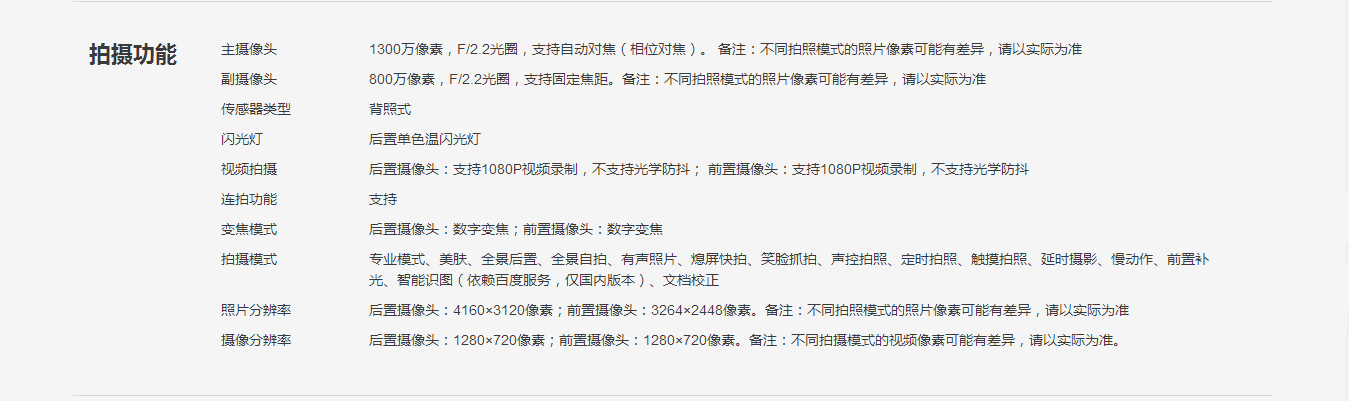 拍摄功能
主摄像头 1300万像素，F/2.2光圈，支持自动对焦（相位对焦）。 备注：不同拍照模式的照片像素可能有差异，请以实际为准
副摄像头 800万像素，F/2.2光圈，支持固定焦距。备注：不同拍照模式的照片像素可能有差异，请以实际为准
传感器类型 背照式
闪光灯 后置单色温闪光灯
视频拍摄 后置摄像头：支持1080P视频录制，不支持光学防抖； 前置摄像头：支持1080P视频录制，不支持光学防抖
连拍功能 支持
变焦模式 后置摄像头：数字变焦；前置摄像头：数字变焦
拍摄模式 专业模式、美肤、全景后置、全景自拍、有声照片、熄屏快拍、笑脸抓拍、声控拍照、定时拍照、触摸拍照、延时摄影、慢动作、前置补
光、智能识图（依赖百度服务，仅国内版本）、文档校正
照片分辨率 后置摄像头：4160×3120像素；前置摄像头：3264×2448像素。备注：不同拍照模式的照片像素可能有差异，请以实际为准
摄像分辨率 后置摄像头：1280×720像素；前置摄像头：1280×720像素。备注：不同拍摄模式的视频像素可能有差异，请以实际为准。